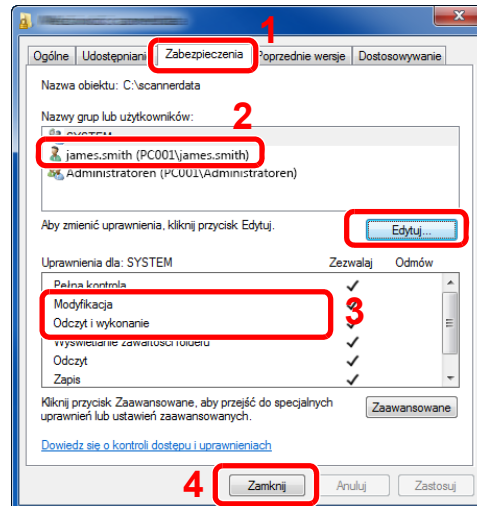 1
Ogólne Udostępniani Zabezpieczenia Poprzednie wersje Dostosowywanie
Nazwa obiektu: C:\scannerdata
Nazwy grup lub użytkowników:
2
SYSTEM
james.smith (PC001\james.smith)
Administratoren (PC001\Administratoren)
Aby zmienić uprawnienia, kliknij przycisk Edytuj.
Edytuj...
Uprawnienia dla: SYSTEM Zezwalaj Odmów
Pełna kontrola
Modyfikacja
3
Odczyt i wykonanie
Wyświetlanie zawartości folderu
Odczyt
Zapis
Kliknij przycisk Zaawansowane, aby przejść do specjalnych
uprawnień lub ustawień zaawansowanych.
Zaawansowane
Dowiedz się o kontroli dostępu i uprawnieniach
4
Zamknij Anuluj Zastosuj